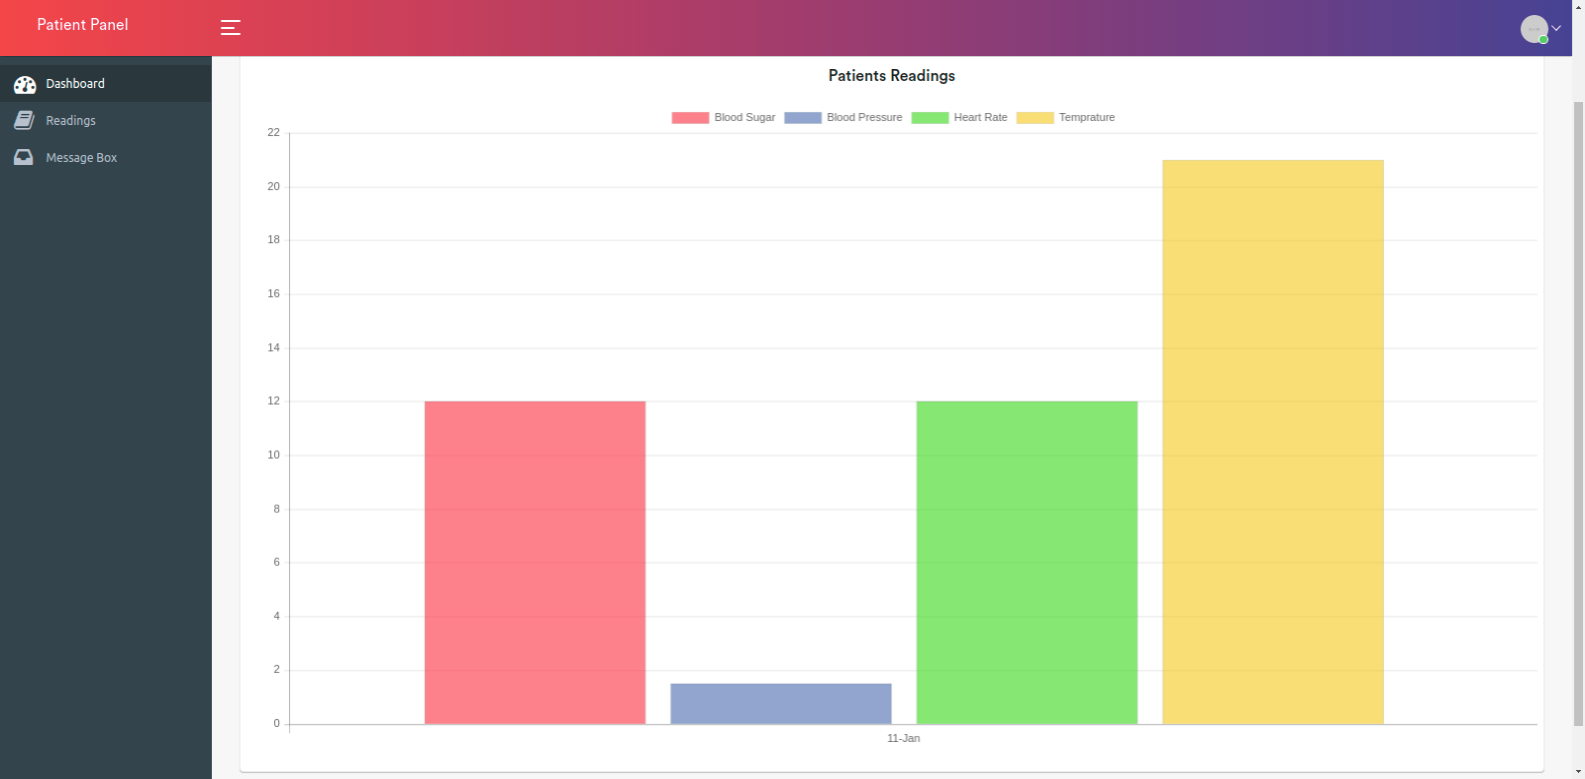 Patient Panel
Dashboard
Readings
Message Box
Patients Readings
Blood Sugar Blood Pressure Heart Rate Temprature
22
20
18
16
14
12
10
8
6
4
2
0
11-Jan